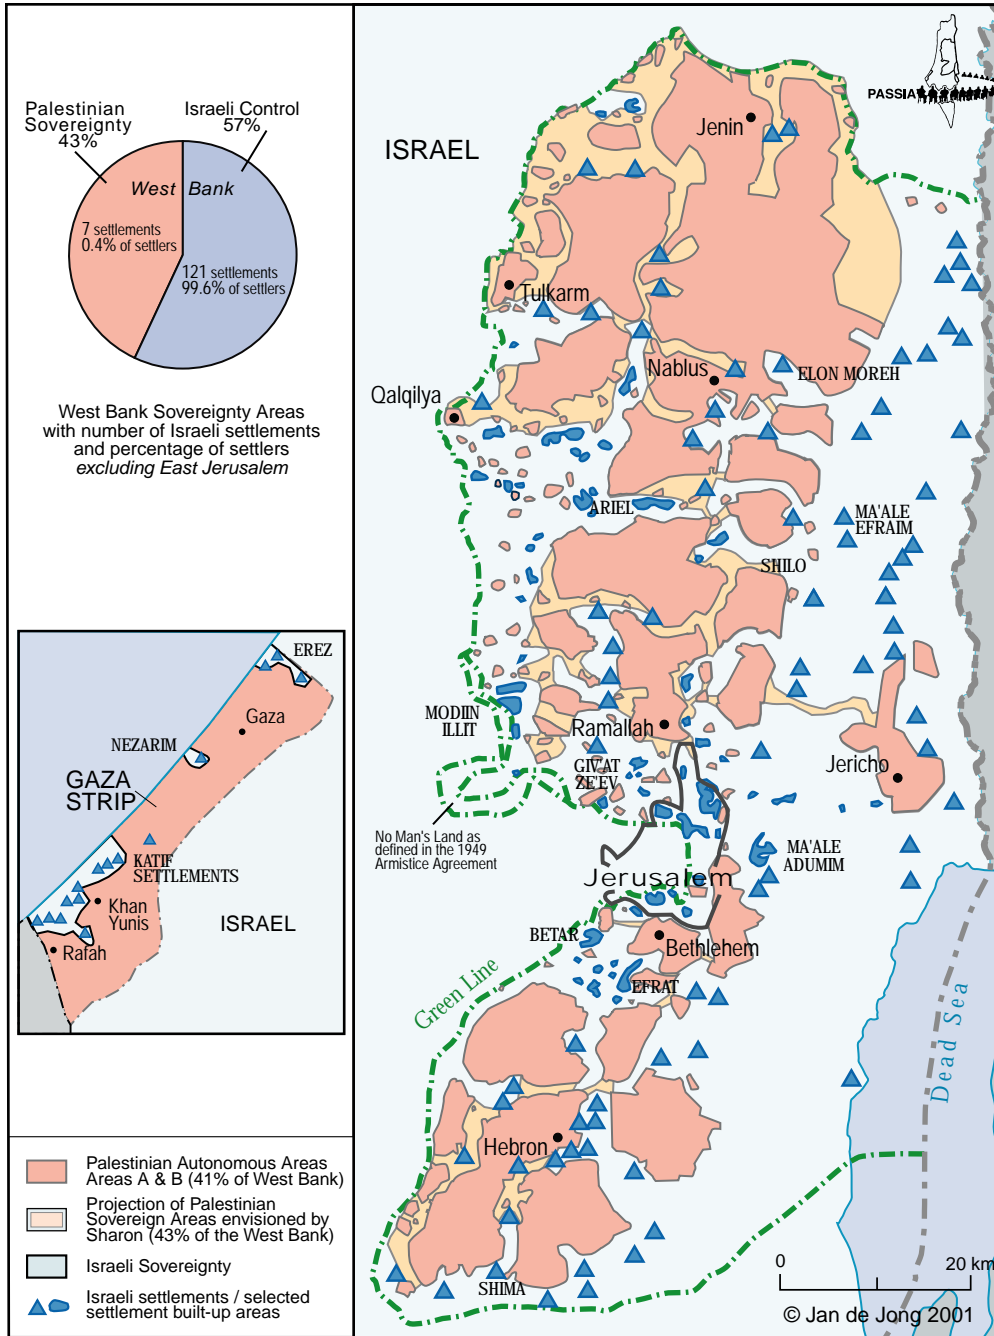 Palestinian
Sovereignty
43%
Israeli Control
57%
West Bank
7 settlements
0.4% of settlers
121 settlements
99.6% of settlers
West Bank Sovereignty Areas
with number of Israeli settlements
and percentage of settlers
excluding East Jerusalem
EREZ
Gaza
NEZARIM
GAZA
STRIP
KATIF
SETTLEMENTS
Khan
Yunis
Rafah
ISRAEL
Palestinian Autonomous Areas
Areas A & B (41% of West Bank)
Projection of Palestinian
Sovereign Areas envisioned by
Sharon (43% of the West Bank)
Israeli Sovereignty
Israeli settlements / selected
settlement built-up areas
PASSIA
ISRAEL
Jenin
Tulkarm
Nablus
ELON MOREH
Qalqilya
ARIEL
MA'ALE
EFRAIM
SHILO
MODIIN
ILLIT
Ramallah
GIV'AT
ZE'EV
Jericho
No Man's Land as
defined in the 1949
Armistice Agreement
MA'ALE
ADUMIM
Jerusalem
BETAR
Bethlehem
EFRAT
Green Line
Dead Sea
Hebron
SHIMA
0 20 km
© Jan de Jong 2001